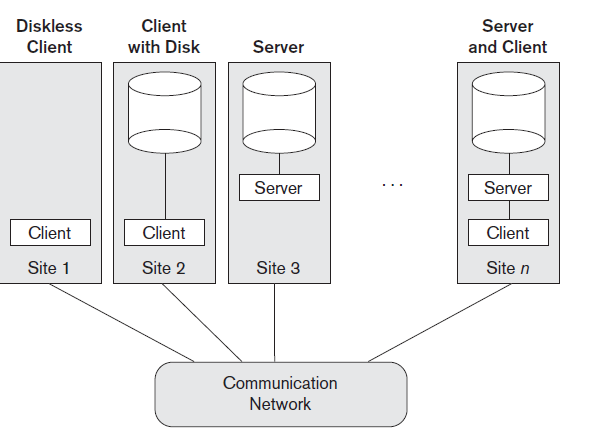 Diskless
Client
Client
with Disk
Server
Server
and Client
Server
Server
Client
Client
Client
Site 1
Site 2
Site 3
. . .
Site n
Communication
Network